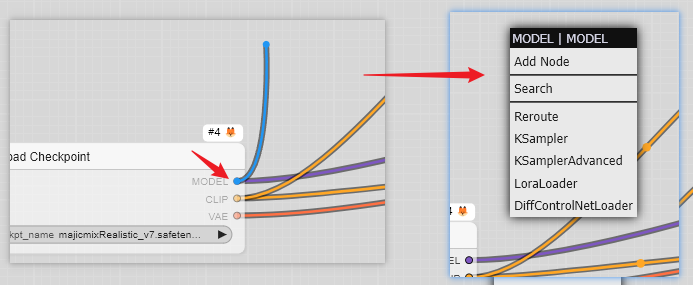 #4
oad Checkpoint
MODEL
CLIP
VAE
kpt_name
majicmixRealistic_v7.safeten...
MODEL | MODEL
Add Node
Search
Reroute
KSampler
KSamplerAdvanced
LoraLoader
DiffControlNetLoader
4
EL
IP